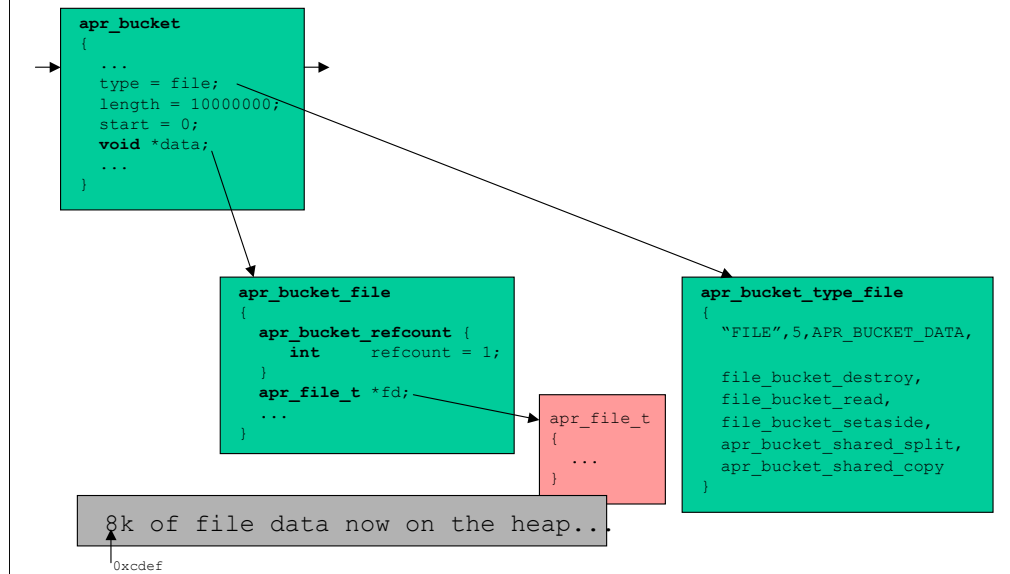 apr_bucket
{
...
type = file;
length = 10000000;
start = 0;
void *data;
...
}
apr_bucket_file
{
apr_bucket_refcount {
int refcount = 1;
}
apr_file_t *fd;
...
}
apr_bucket_type_file
{
“FILE”,5,APR_BUCKET_DATA,
file_bucket_destroy,
file_bucket_read,
file_bucket_setaside,
apr_bucket_shared_split,
apr_bucket_shared_copy
}
apr_file_t
{
...
}
8k of file data now on the heap...
0xcdef